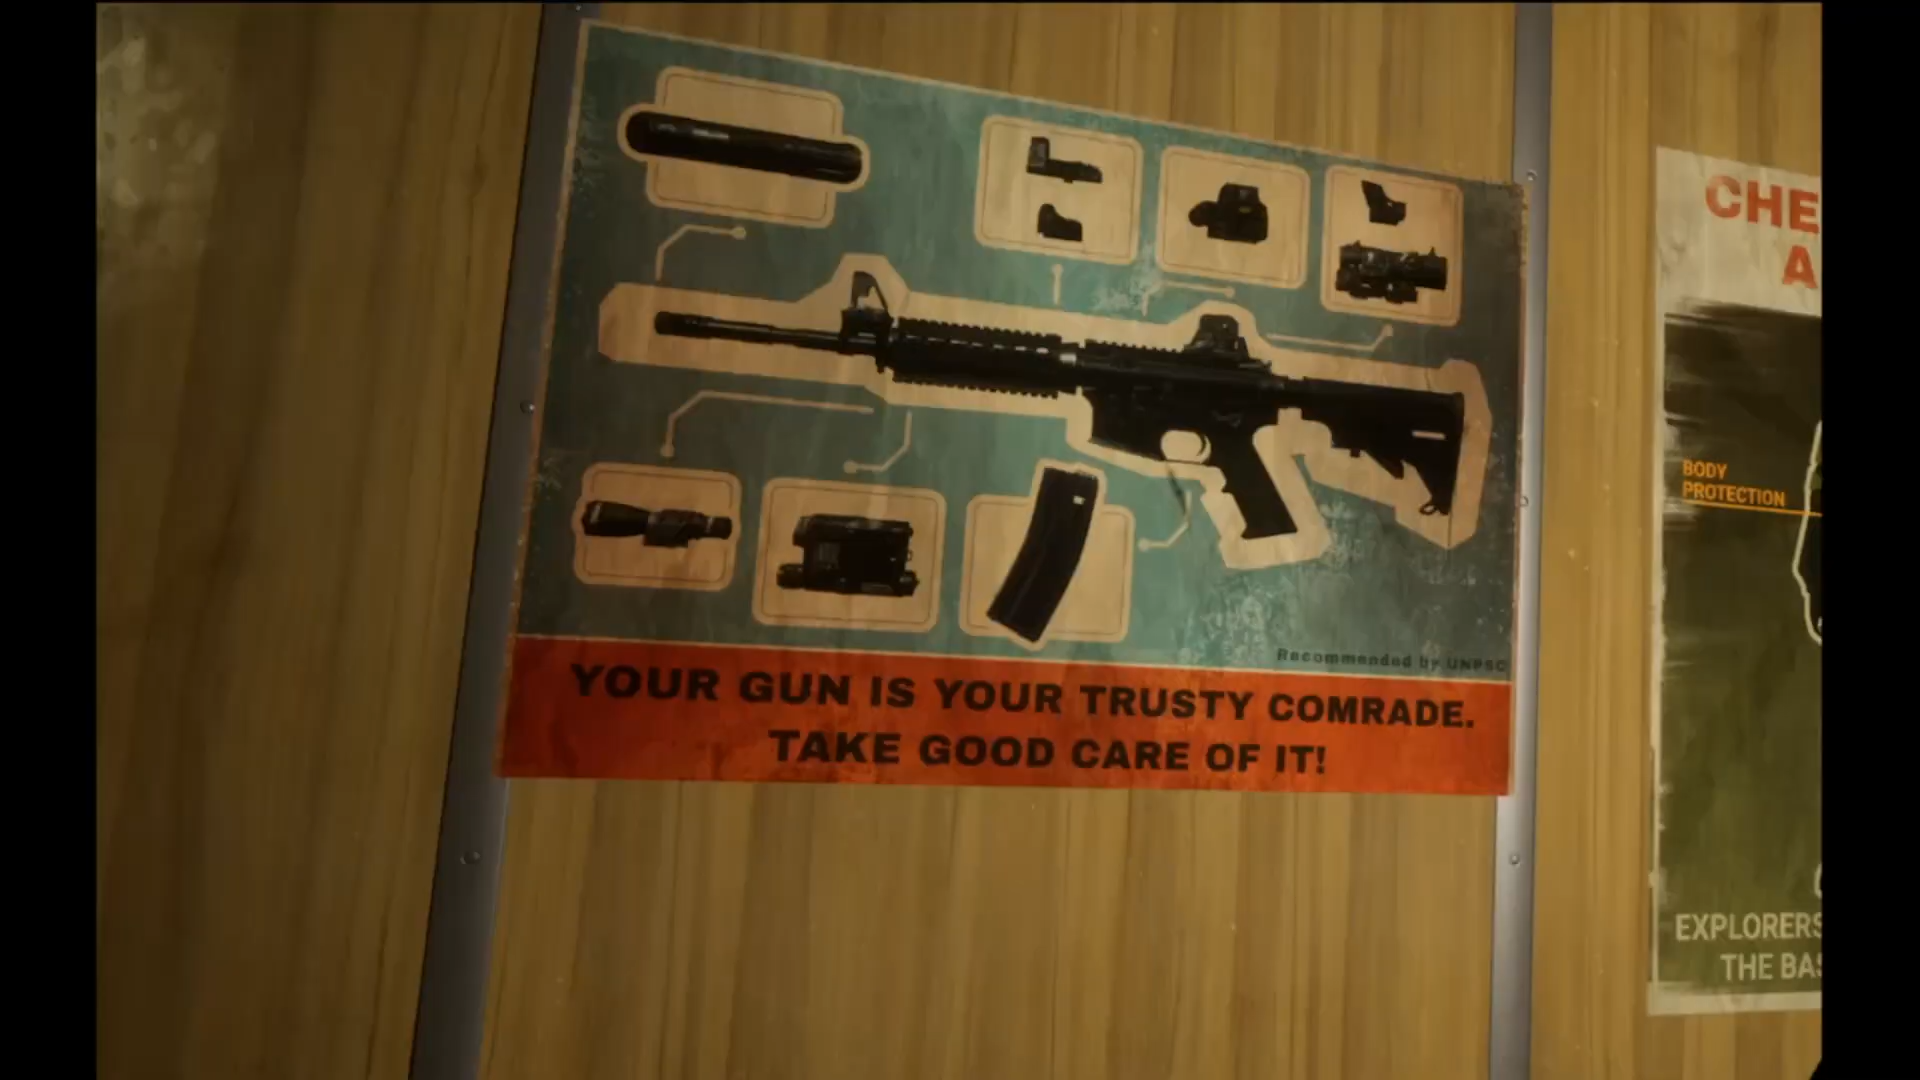 Recommended by UNPSC
YOUR GUN IS YOUR TRUSTY COMRADE.
TAKE GOOD CARE OF IT!
CHE
A
BODY
PROTECTION
EXPLORERS
THE BAS